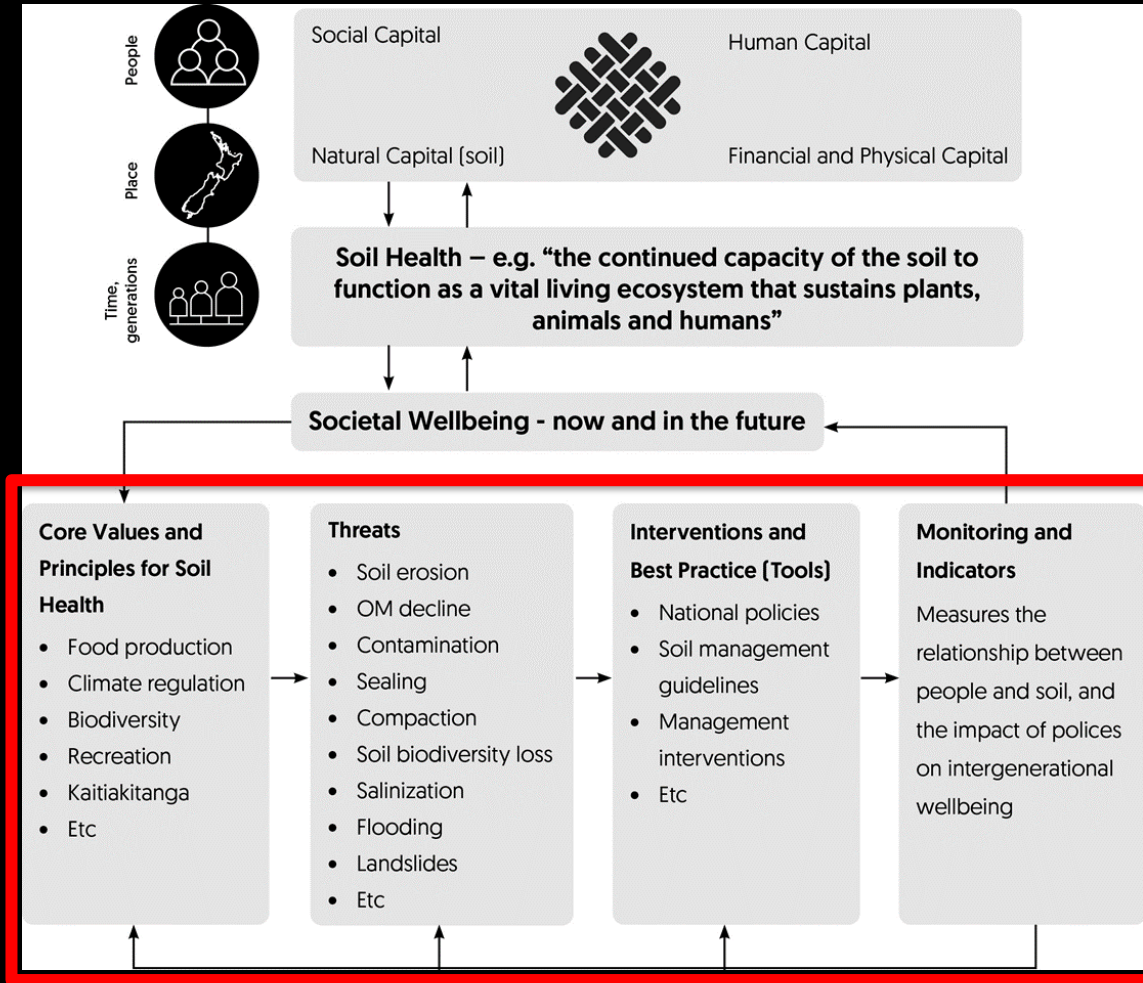 People
Place
Time,
generations
Social Capital
Human Capital
Natural Capital (soil)
Financial and Physical Capital
Soil Health – e.g. “the continued capacity of the soil to
function as a vital living ecosystem that sustains plants,
animals and humans”
Societal Wellbeing - now and in the future
Core Values and
Principles for Soil
Health
• Food production
• Climate regulation
• Biodiversity
• Recreation
• Kaitiakitanga
• Etc
Threats
• Soil erosion
• OM decline
• Contamination
• Sealing
• Compaction
• Soil biodiversity loss
• Salinization
• Flooding
• Landslides
• Etc
Interventions and
Best Practice (Tools)
• National policies
• Soil management
guidelines
• Management
interventions
• Etc
Monitoring and
Indicators
Measures the
relationship between
people and soil, and
the impact of polices
on intergenerational
wellbeing